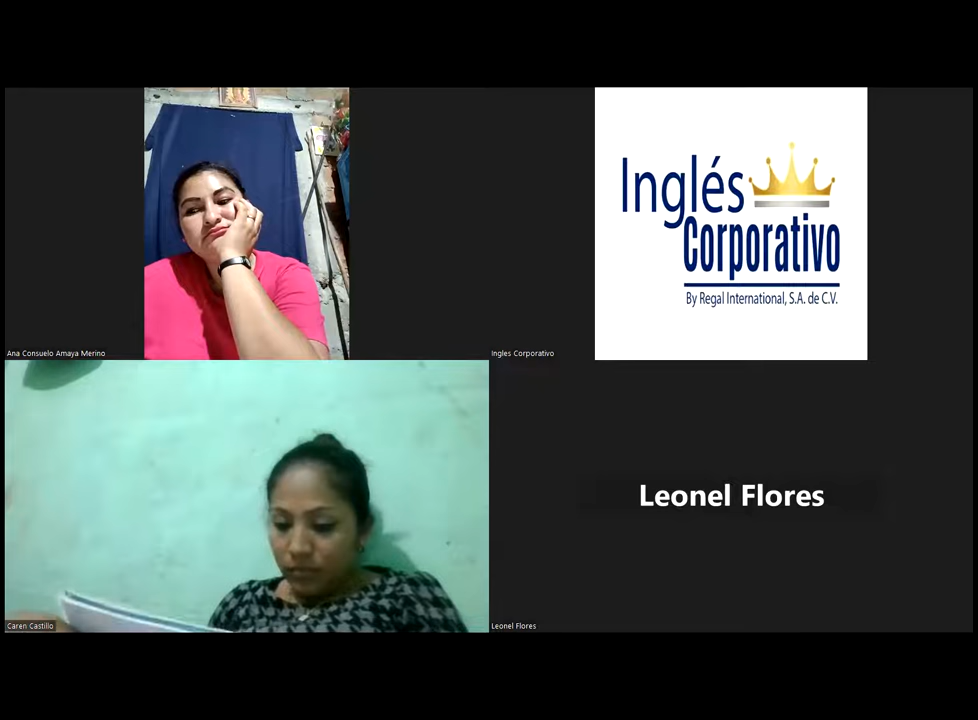 Inglés
Corporativo
By Regal International, S.A. de C.V.
Ana Consuelo Amaya Merino
Ingles Corporativo
Leonel Flores
Caren Castillo
Leonel Flores